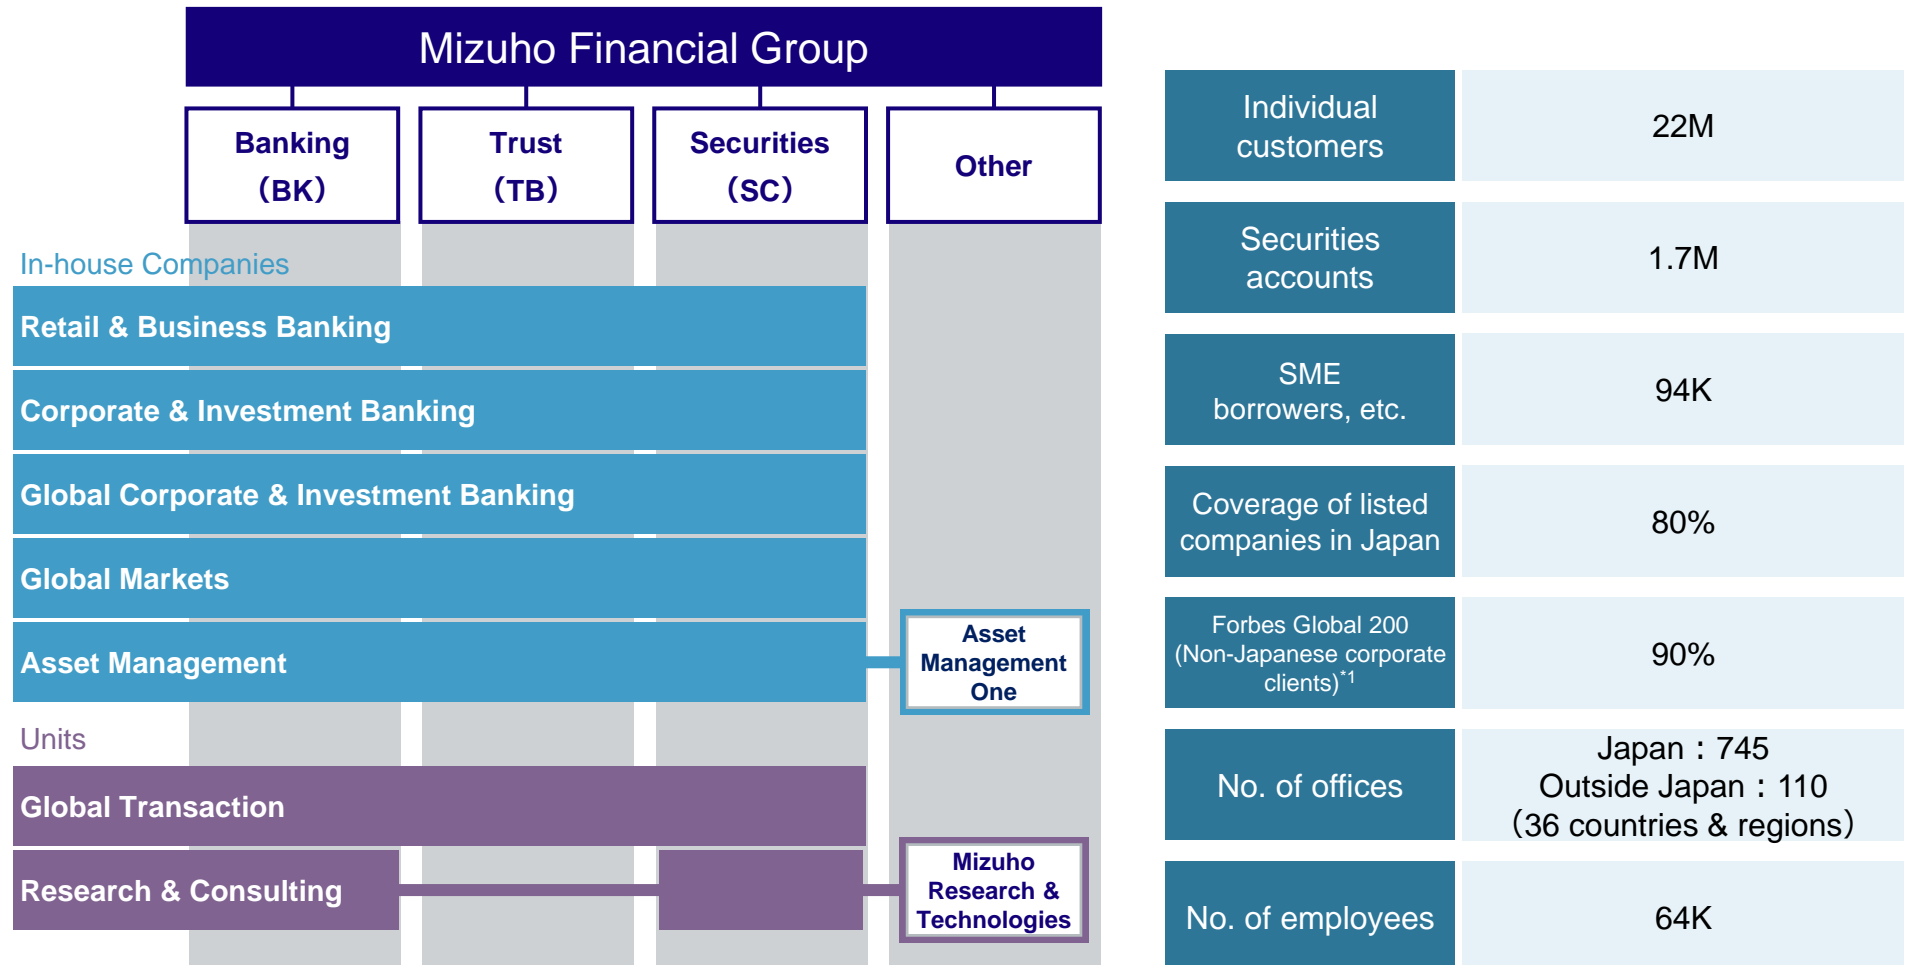 Mizuho Financial Group
Banking
（BK）
Trust
（TB）
Securities
（SC）
Other
In-house Companies
Retail & Business Banking
Corporate & Investment Banking
Global Corporate & Investment Banking
Global Markets
Asset Management
Asset
Management
One
Units
Global Transaction
Research & Consulting
Mizuho
Research &
Technologies
Individual
customers
22M
Securities
accounts
1.7M
SME
borrowers, etc.
94K
Coverage of listed
companies in Japan
80%
Forbes Global 200
(Non-Japanese corporate
clients)*1
90%
No. of offices
Japan：745
Outside Japan：110
（36 countries & regions）
No. of employees
64K